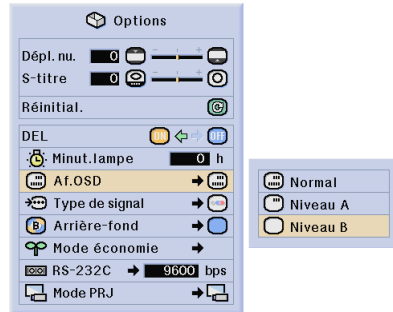 Options
Dépl. nu. 0 - +
S-titre 0 - +
Réinitial.
DEL ON OFF
Minut.lampe 0 h
Af.OSD
Type de signal
B Arrière-fond
Mode économie
RS-232C 9600 bps
Mode PRJ
Normal
Niveau A
Niveau B